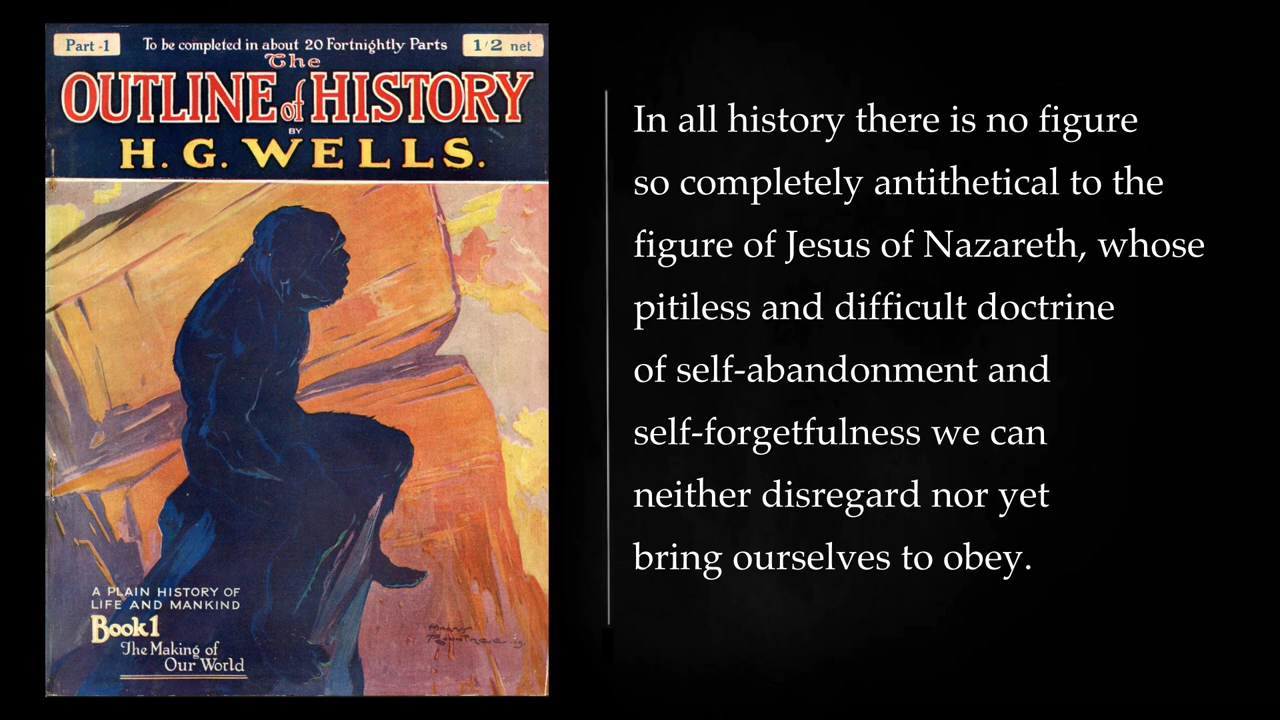 Part -1
To be completed in about 20 Fortnightly Parts
1/2 net
The
OUTLINE of HISTORY
BY
H. G. WELLS.
A PLAIN HISTORY OF
LIFE AND MANKIND
Book 1
The Making of
Our World
In all history there is no figure
so completely antithetical to the
figure of Jesus of Nazareth, whose
pitiless and difficult doctrine
of self-abandonment and
self-forgetfulness we can
neither disregard nor yet
bring ourselves to obey.